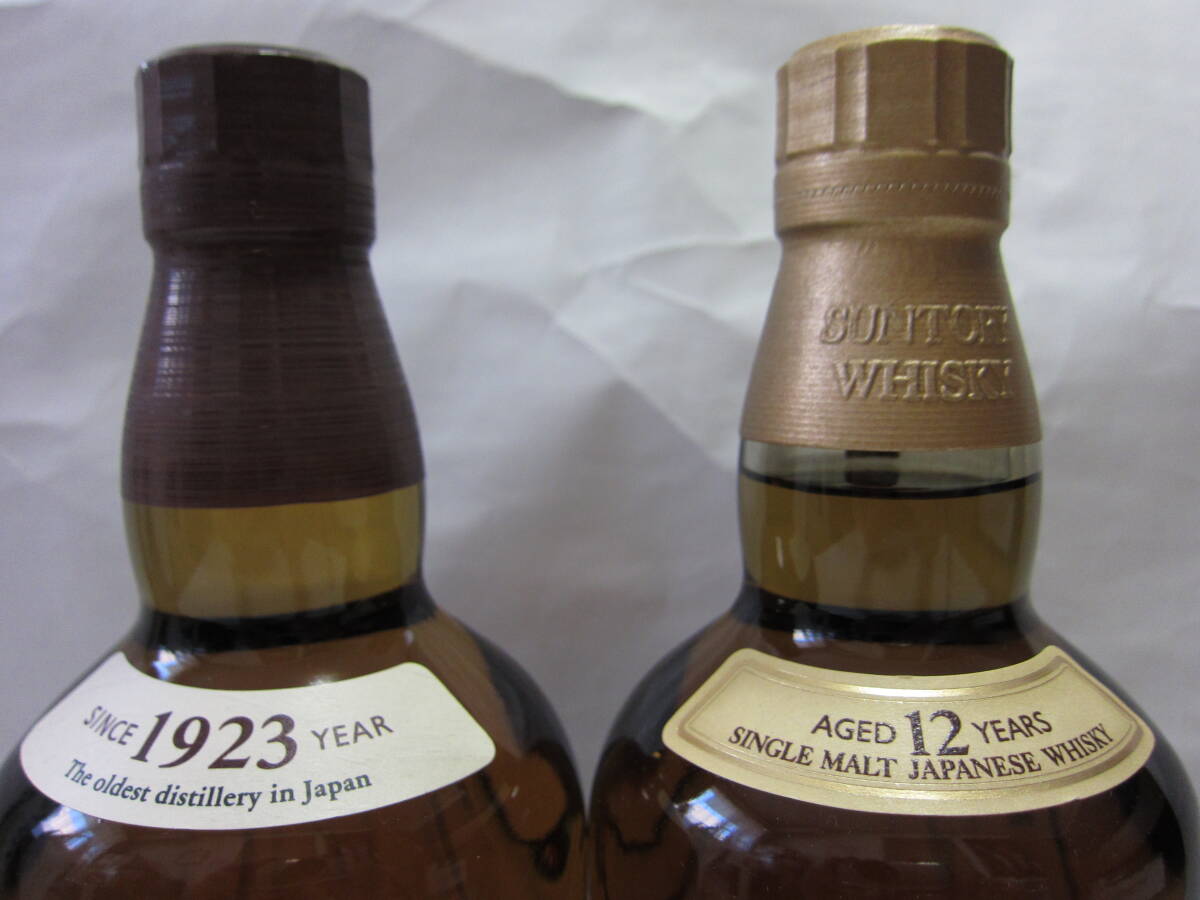 SINCE 1923 YEAR
The oldest distillery in Japan
SUNTORY
WHISKY
AGED 12 YEARS
SINGLE MALT JAPANESE WHISKY